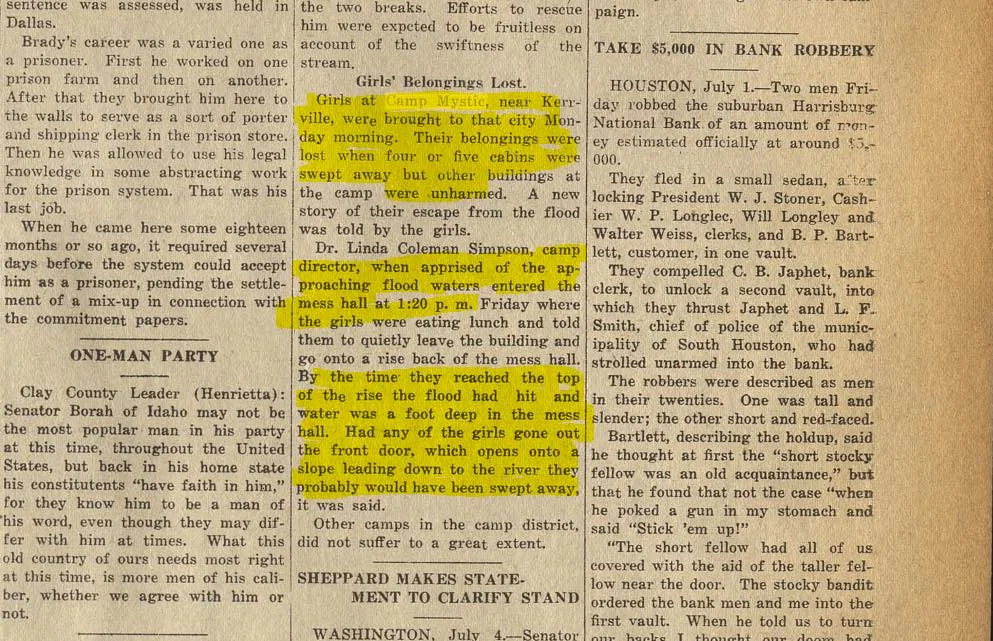 sentence was assessed, was held in
Dallas.
Brady's career was a varied one as
a prisoner. First he worked on one
prison farm and then on another.
After that they brought him here to
the walls to serve as a sort of porter
and shipping clerk in the prison store.
Then he was allowed to use his legal
knowledge in some abstracting work
for the prison system. That was his
last job.
When he came here some eighteen
months or so ago, it required several
days before the system could accept
him as a prisoner, pending the settle-
ment of a mix-up in connection with
the commitment papers.
ONE-MAN PARTY
Clay County Leader (Henrietta):
Senator Borah of Idaho may not be
the most popular man in his party
at this time, throughout the United
States, but back in his home state
his constitutents "have faith in him,"
for they know him to be a man of
his word, even though they may dif-
fer with him at times. What this
old country of ours needs most right
at this time, is more men of his cali-
ber, whether we agree with him or
not.
the two breaks. Efforts to rescue
him were expcted to be fruitless on
account of the swiftness of the
stream.
Girls' Belongings Lost.
Girls at Camp Mystic, near Kerr-
ville, were brought to that city Mon-
day morning. Their belongings were
lost when four or five cabins were
swept away but other buildings at
the camp were unharmed. A new
story of their escape from the flood
was told by the girls.
Dr. Linda Coleman Simpson, camp
director, when apprised of the ap-
proaching flood waters entered the
mess hall at 1:20 p. m. Friday where
the girls were eating lunch and told
them to quietly leave the building and
go onto a rise back of the mess hall.
By the time they reached the top
of the rise the flood had hit and
water was a foot deep in the mess
hall. Had any of the girls gone out
the front door, which opens onto a
slope leading down to the river they
probably would have been swept away,
it was said.
Other camps in the camp district,
did not suffer to a great extent.
SHEPPARD MAKES STATE-
MENT TO CLARIFY STAND
WASHINGTON, July 4.—Senator
paign.
TAKE $5,000 IN BANK ROBBERY
HOUSTON, July 1.—Two men Fri-
day robbed the suburban Harrisburg
National Bank of an amount of mon-
ey estimated officially at around $5,-
000.
They fled in a small sedan, after
locking President W. J. Stoner, Cash-
ier W. P. Longlec, Will Longley and
Walter Weiss, clerks, and B. P. Bart-
lett, customer, in one vault.
They compelled C. B. Japhet, bank
clerk, to unlock a second vault, into
which they thrust Japhet and L. F.
Smith, chief of police of the munic-
ipality of South Houston, who had
strolled unarmed into the bank.
The robbers were described as men
in their twenties. One was tall and
slender; the other short and red-faced.
Bartlett, describing the holdup, said
he thought at first the "short stocky
fellow was an old acquaintance," but
that he found that not the case "when
he poked a gun in my stomach and
said "Stick 'em up!"
"The short fellow had all of us
covered with the aid of the taller fel-
low near the door. The stocky bandit
ordered the bank men and me into the
first vault. When he told us to turn
our backs I thought our doom had